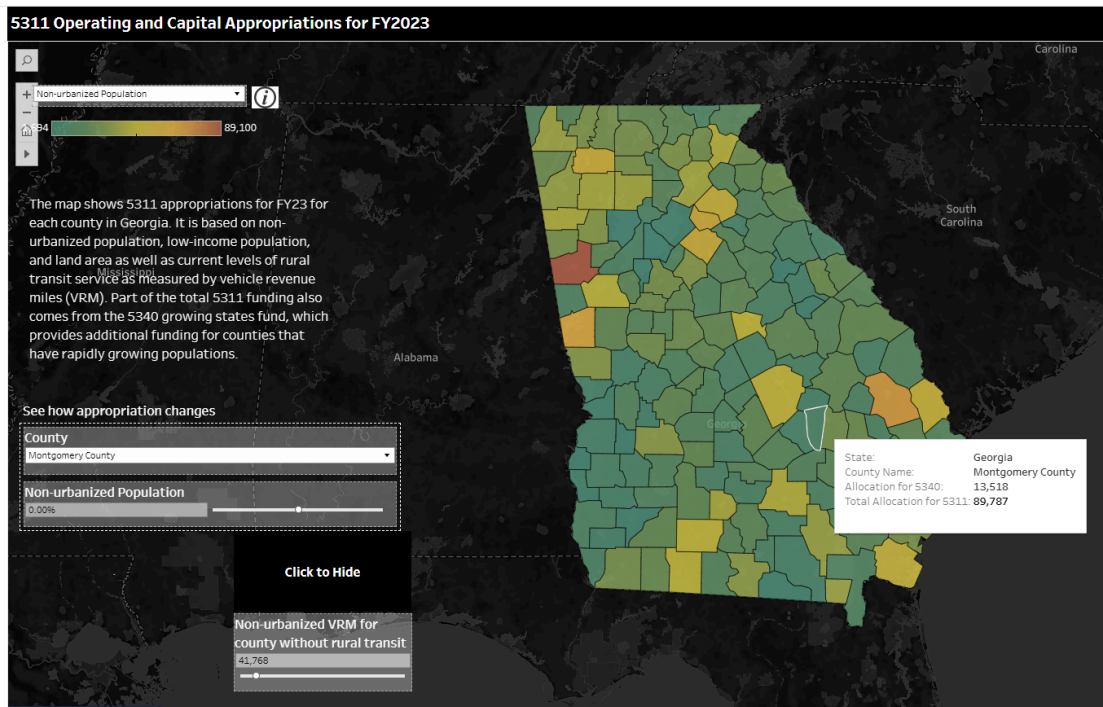 5311 Operating and Capital Appropriations for FY2023
Carolina
Non-urbanized Population
i
694 89,100
The map shows 5311 appropriations for FY23 for
each county in Georgia. It is based on non-
urbanized population, low-income population,
and land area as well as current levels of rural
transit service as measured by vehicle revenue
miles (VRM). Part of the total 5311 funding also
comes from the 5340 growing states fund, which
provides additional funding for counties that
have rapidly growing populations.
Mississippi
South
Carolina
Alabama
Georgia
See how appropriation changes
County
Montgomery County
Non-urbanized Population
0.00%
State: Georgia
County Name: Montgomery County
Allocation for 5340: 13,518
Total Allocation for 5311: 89,787
Click to Hide
Non-urbanized VRM for
county without rural transit
41,768